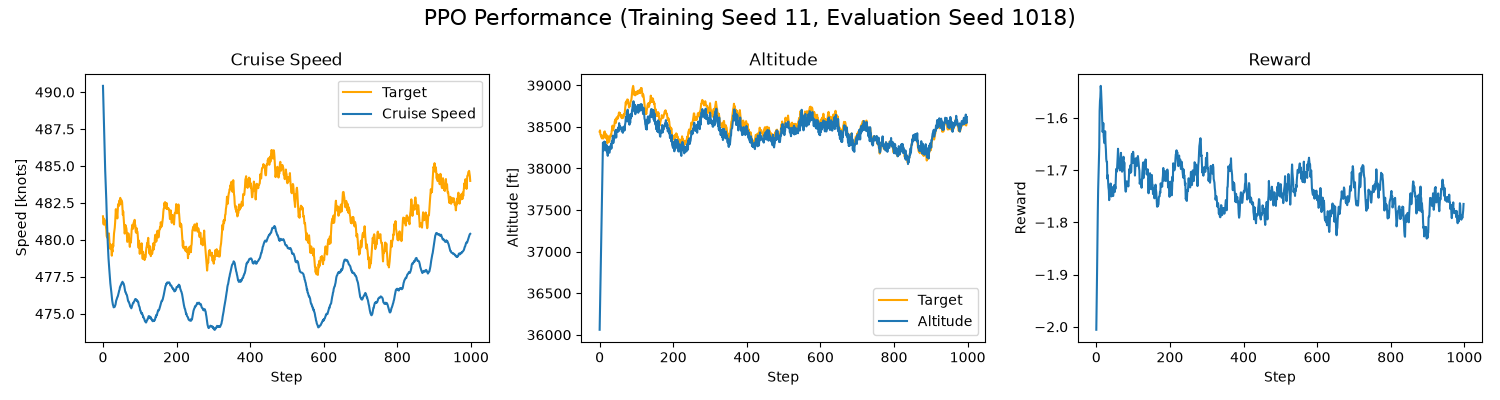 PPO Performance (Training Seed 11, Evaluation Seed 1018)
Cruise Speed
Speed [knots]
490.0
487.5
485.0
482.5
480.0
477.5
475.0
0 200 400 600 800 1000
Step
Target
Cruise Speed
Altitude
Altitude [ft]
39000
38500
38000
37500
37000
36500
36000
0 200 400 600 800 1000
Step
Target
Altitude
Reward
Reward
−1.6
−1.7
−1.8
−1.9
−2.0
0 200 400 600 800 1000
Step